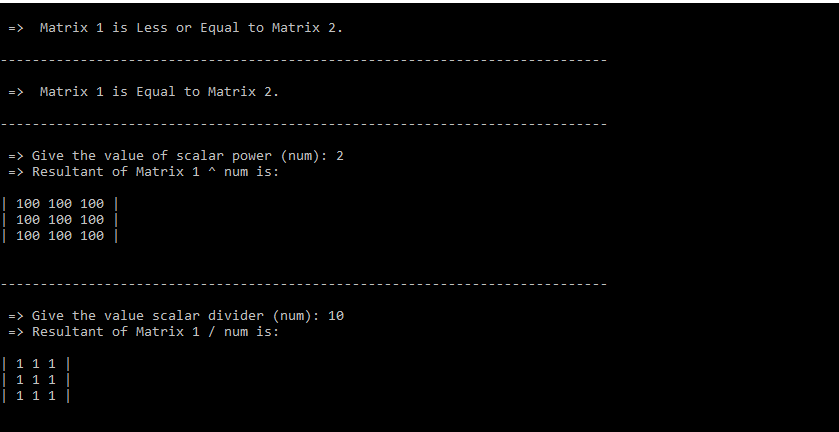 =>  Matrix 1 is Less or Equal to Matrix 2.
----------------------------------------------------------------------------
=>  Matrix 1 is Equal to Matrix 2.
----------------------------------------------------------------------------
=> Give the value of scalar power (num): 2
=> Resultant of Matrix 1 ^ num is:
| 100 100 100 |
| 100 100 100 |
| 100 100 100 |
----------------------------------------------------------------------------
=> Give the value scalar divider (num): 10
=> Resultant of Matrix 1 / num is:
| 1 1 1 |
| 1 1 1 |
| 1 1 1 |